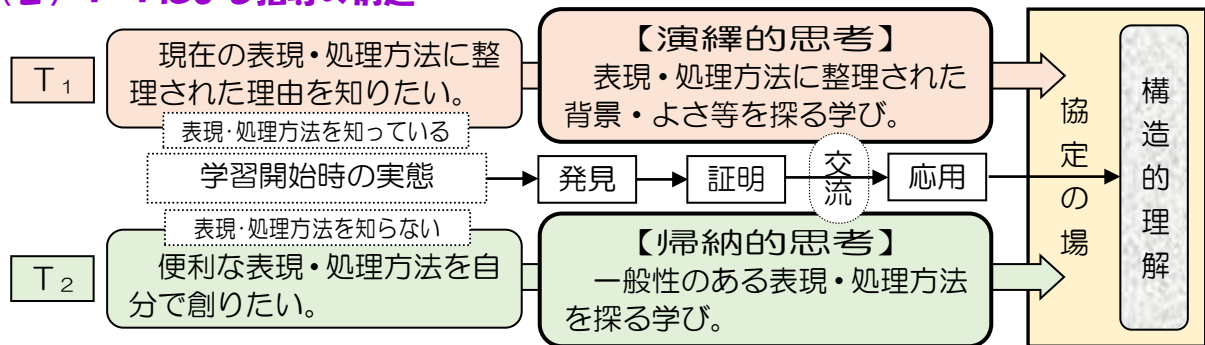 T₁
現在の表現・処理方法に整
理された理由を知りたい。
【演繹的思考】
表現・処理方法に整理された
背景・よさ等を探る学び。
表現・処理方法を知っている
学習開始時の実態
発見
証明
交流
応用
協定の場
構造的理解
表現・処理方法を知らない
T₂
便利な表現・処理方法を自
分で創りたい。
【帰納的思考】
一般性のある表現・処理方法
を探る学び。